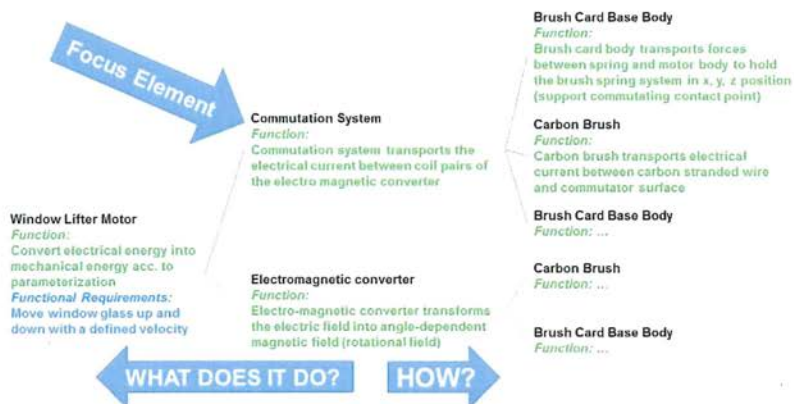 Focus Element
Window Lifter Motor
Function:
Convert electrical energy into
mechanical energy acc. to
parameterization
Functional Requirements:
Move window glass up and
down with a defined velocity
Commutation System
Function:
Commutation system transports the
electrical current between coil pairs of
the electro magnetic converter
Electromagnetic converter
Function:
Electro-magnetic converter transforms
the electric field into angle-dependent
magnetic field (rotational field)
Brush Card Base Body
Function:
Brush card body transports forces
between spring and motor body to hold
the brush spring system in x, y, z position
(support commutating contact point)
Carbon Brush
Function:
Carbon brush transports electrical
current between carbon stranded wire
and commutator surface
Brush Card Base Body
Function: ...
Carbon Brush
Function: ...
Brush Card Base Body
Function: ...
WHAT DOES IT DO?
HOW?